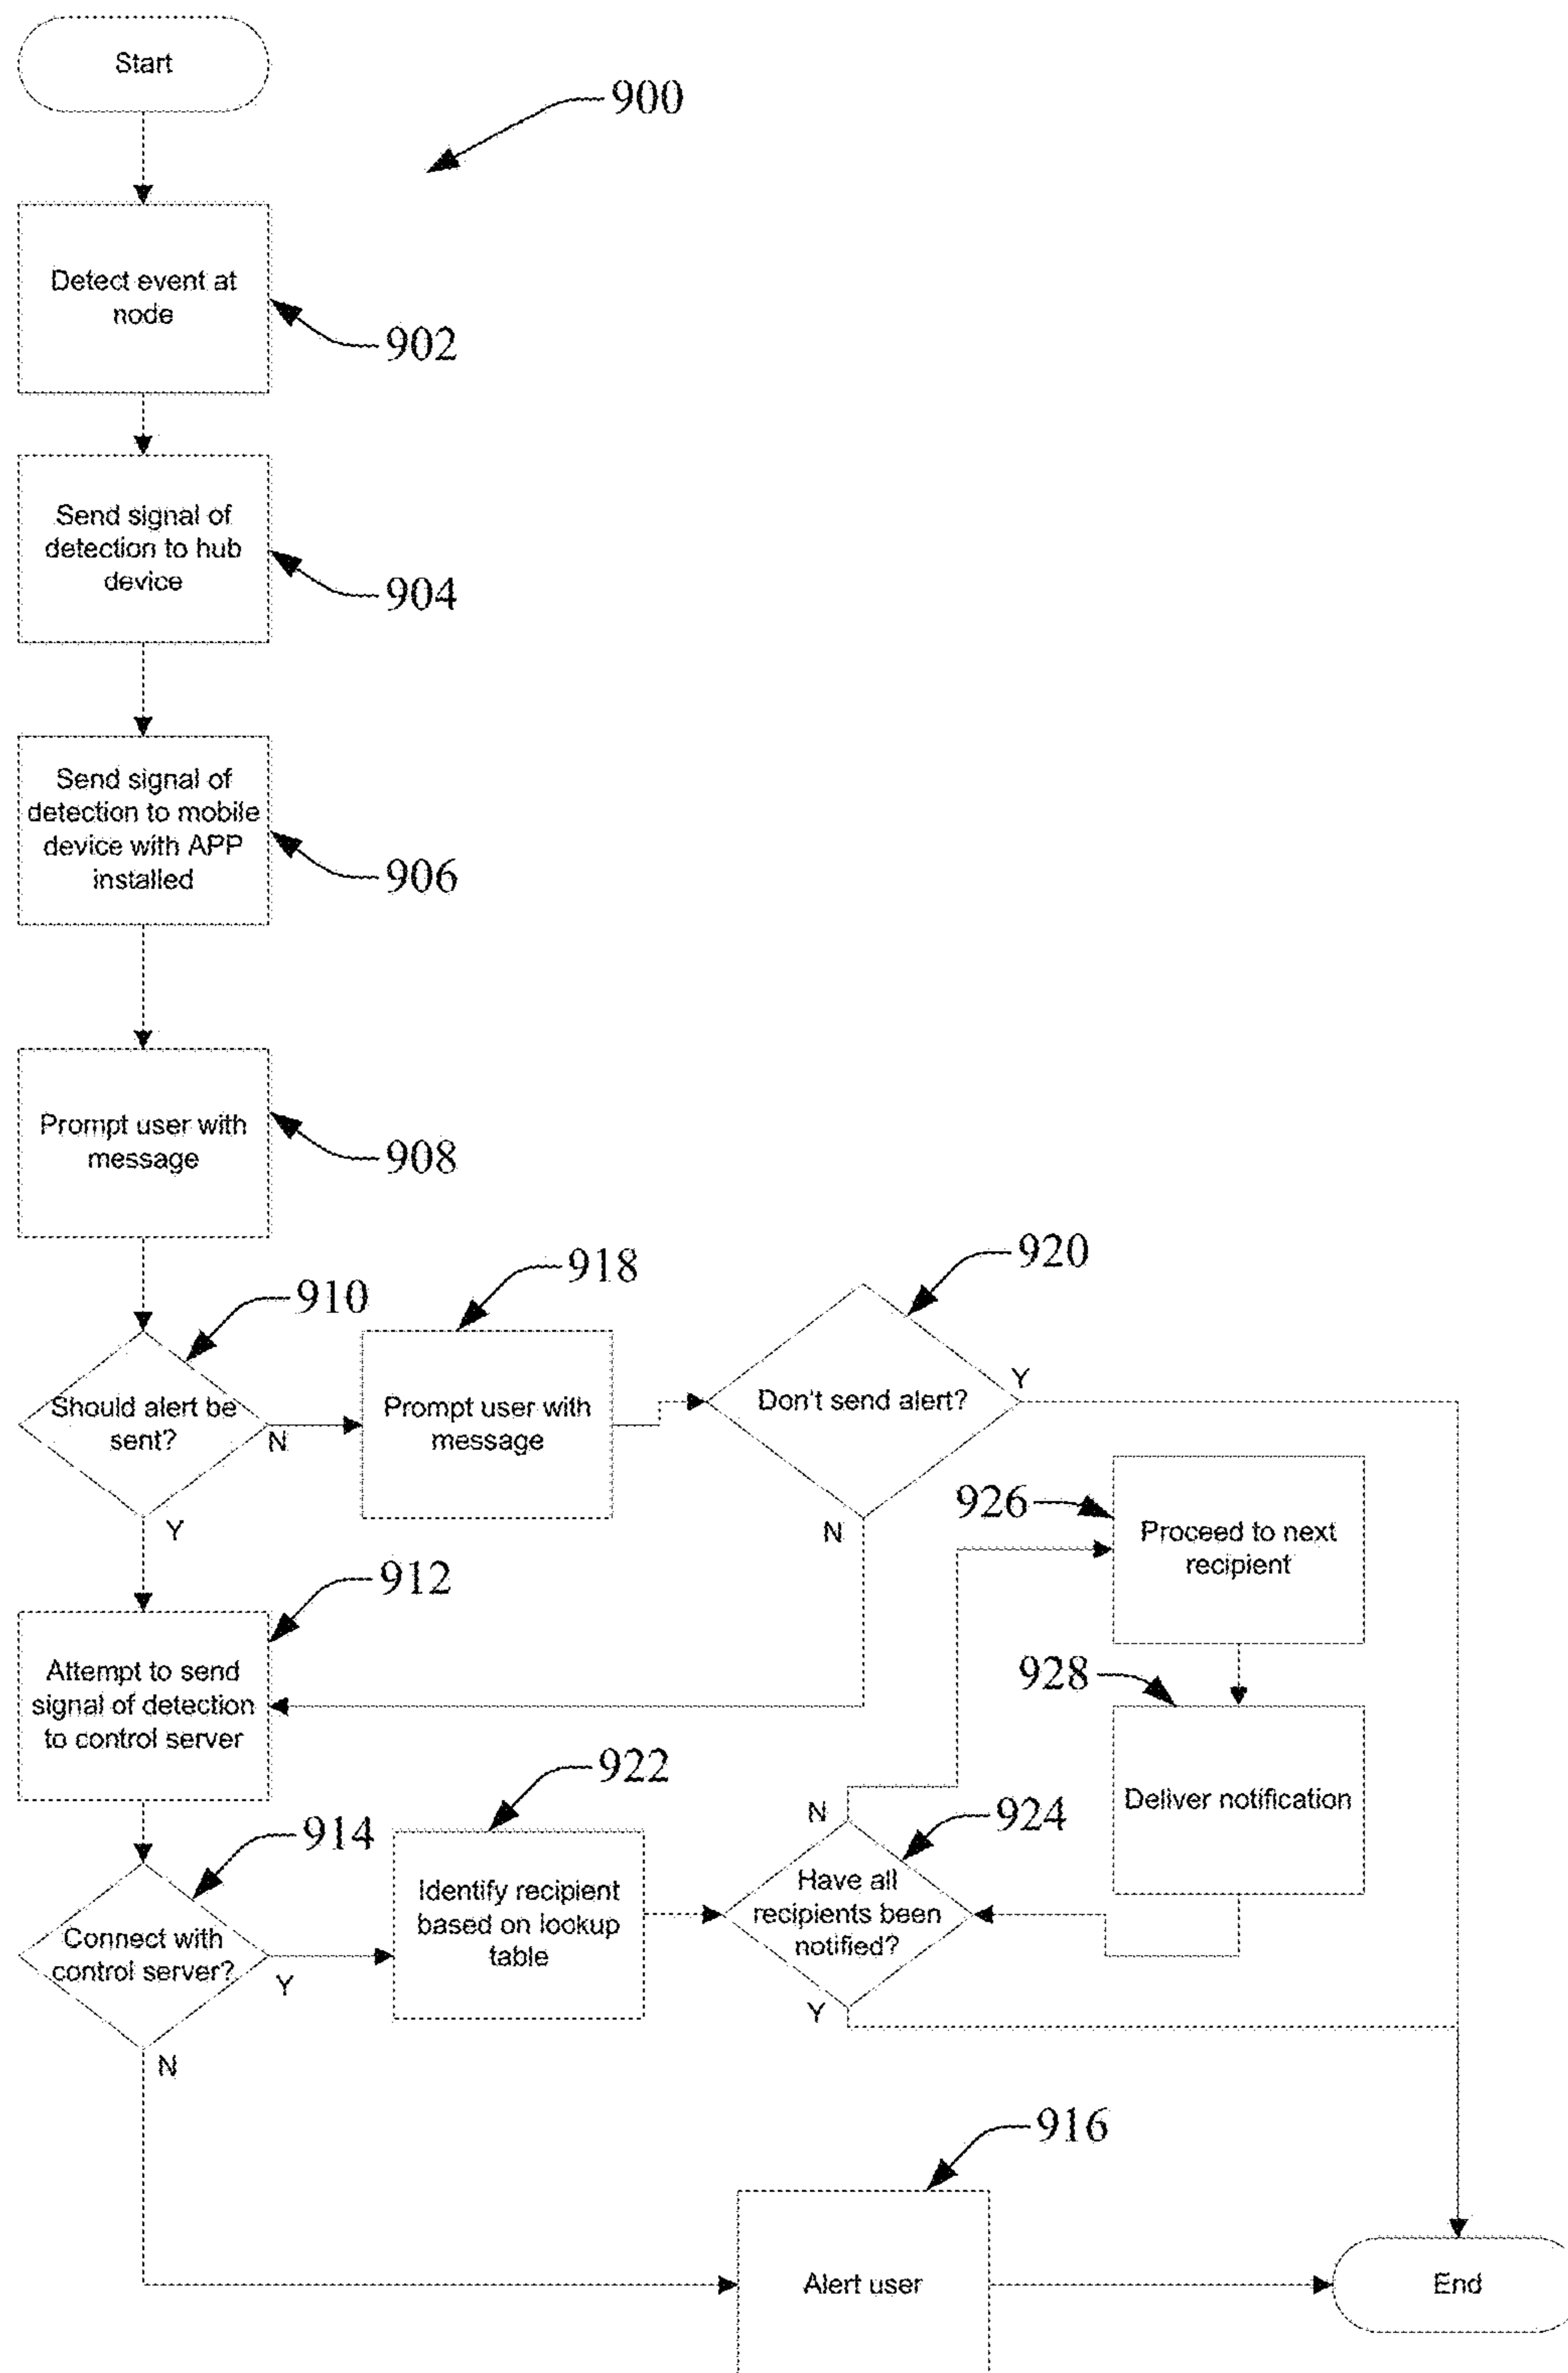 Start
900
Detect event at
node
902
Send signal of
detection to hub
device
904
Send signal of
detection to mobile
device with APP
installed
906
Prompt user with
message
908
910
Should alert be
sent?
N
Y
918
Prompt user with
message
920
Don't send alert?
Y
N
926
Proceed to next
recipient
912
Attempt to send
signal of detection
to control server
928
Deliver notification
914
Connect with
control server?
Y
N
922
Identify recipient
based on lookup
table
N
924
Have all
recipients been
notified?
Y
916
Alert user
End